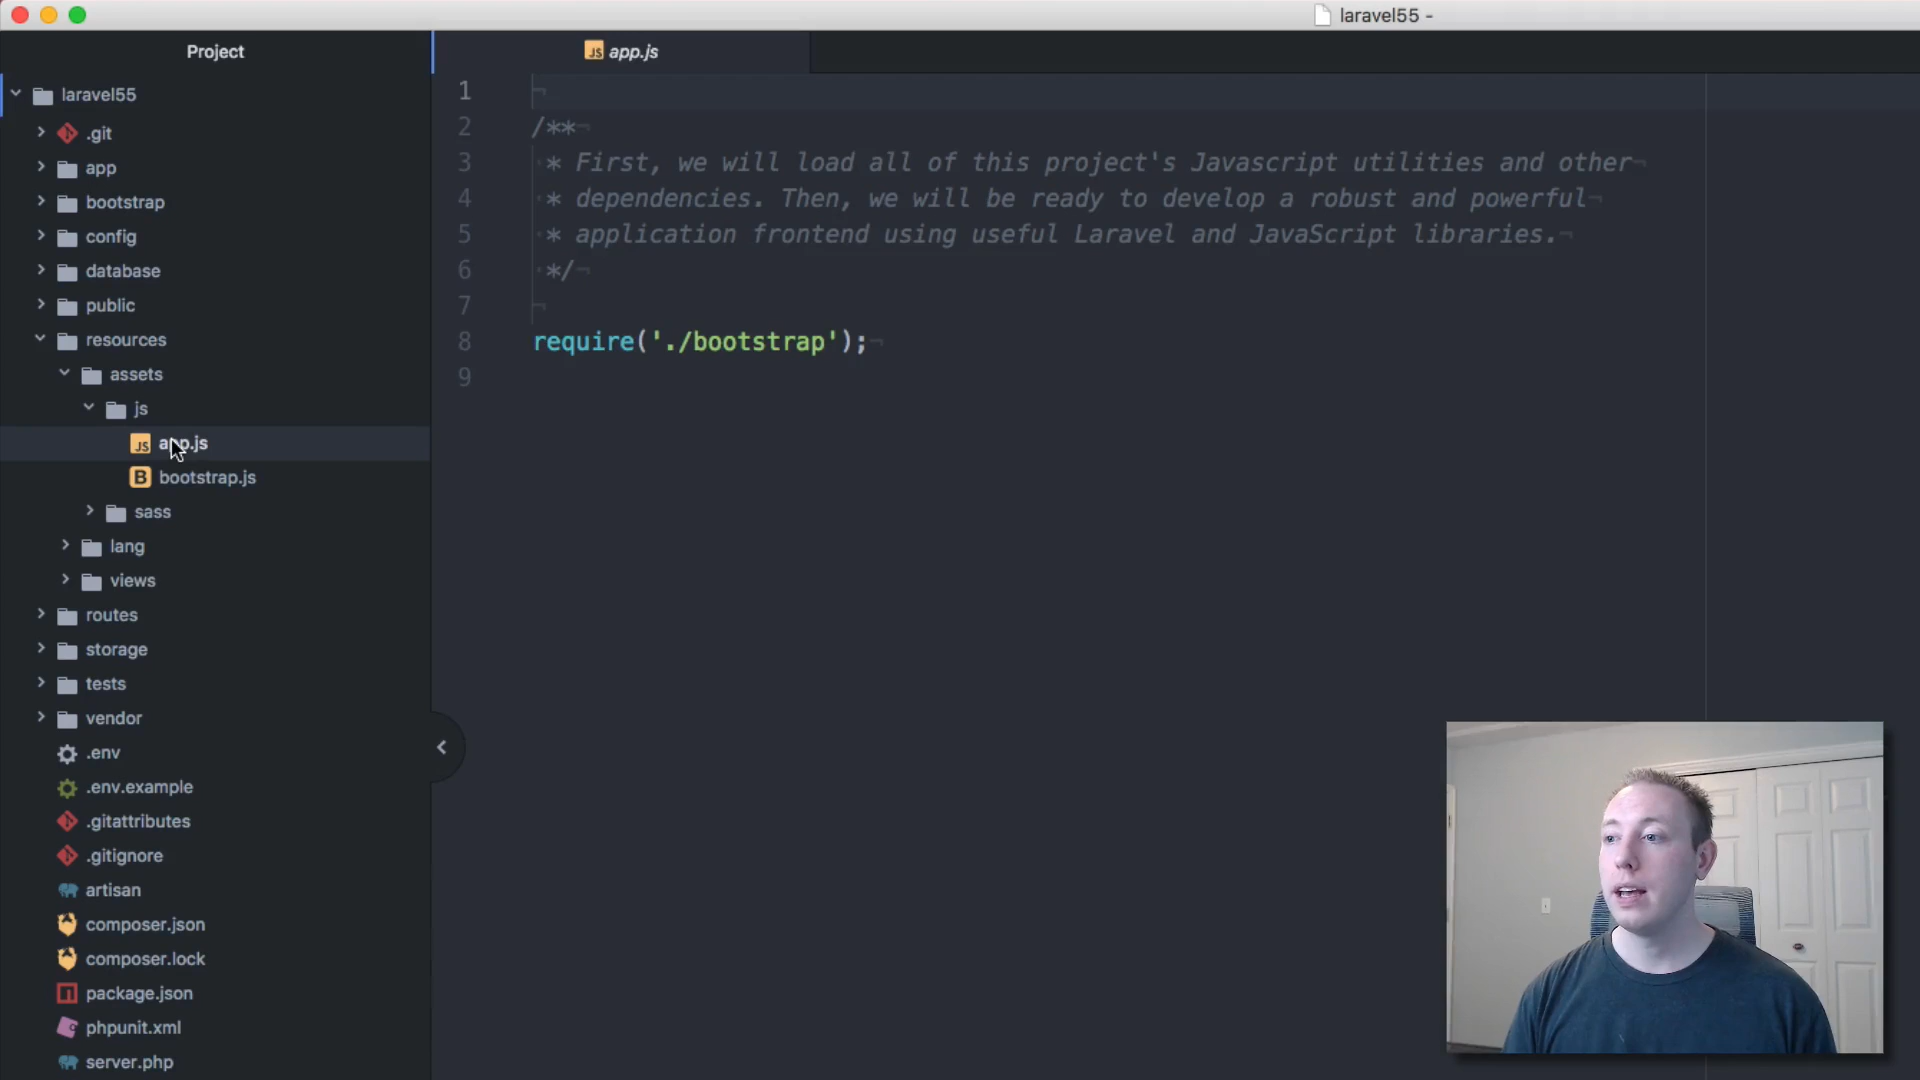 laravel55 -
Project
app.js
laravel55
.git
app
bootstrap
config
database
public
resources
assets
js
app.js
bootstrap.js
sass
lang
views
routes
storage
tests
vendor
.env
.env.example
.gitattributes
.gitignore
artisan
composer.json
composer.lock
package.json
phpunit.xml
server.php
1
2 /**
3 * First, we will load all of this project's Javascript utilities and other
4 * dependencies. Then, we will be ready to develop a robust and powerful
5 * application frontend using useful Laravel and JavaScript libraries.
6 */
7
8 require('./bootstrap');
9